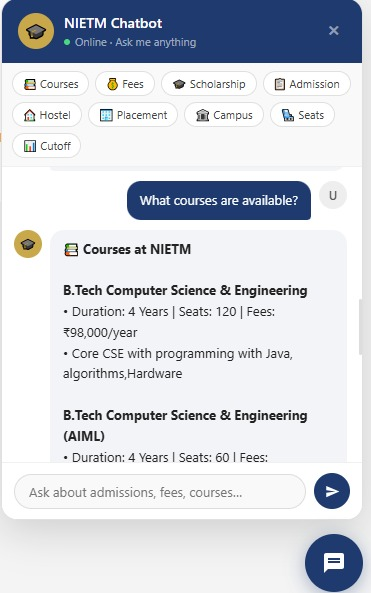 NIETM Chatbot
Online · Ask me anything
Courses
Fees
Scholarship
Admission
Hostel
Placement
Campus
Seats
Cutoff
What courses are available?
U
Courses at NIETM
B.Tech Computer Science & Engineering
• Duration: 4 Years | Seats: 120 | Fees:
₹98,000/year
• Core CSE with programming with Java,
algorithms,Hardware
B.Tech Computer Science & Engineering
(AIML)
• Duration: 4 Years | Seats: 60 | Fees:
Ask about admissions, fees, courses...